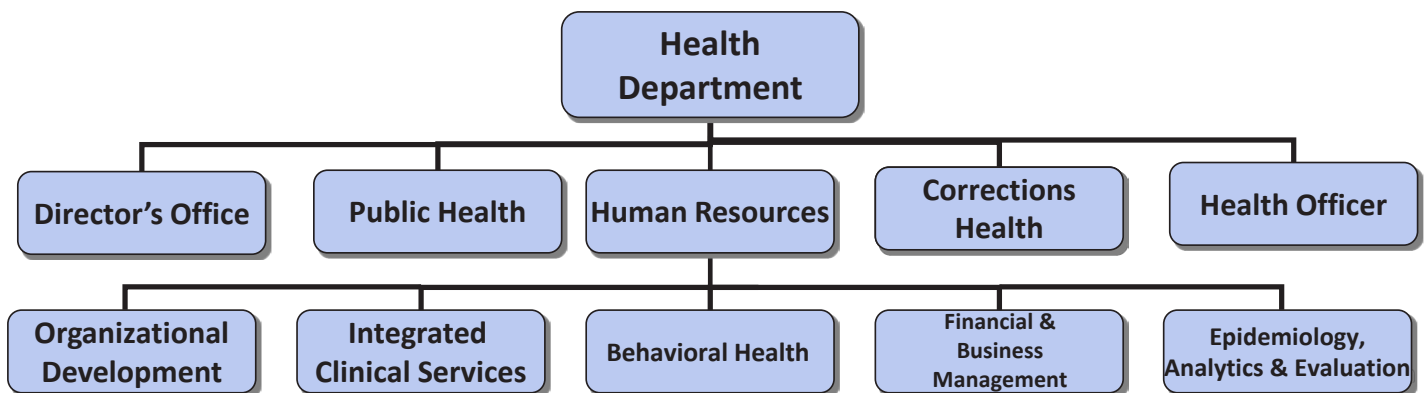 Health
Department
Director’s Office
Public Health
Human Resources
Corrections
Health
Health Officer
Organizational
Development
Integrated
Clinical Services
Behavioral Health
Financial &
Business
Management
Epidemiology,
Analytics & Evaluation